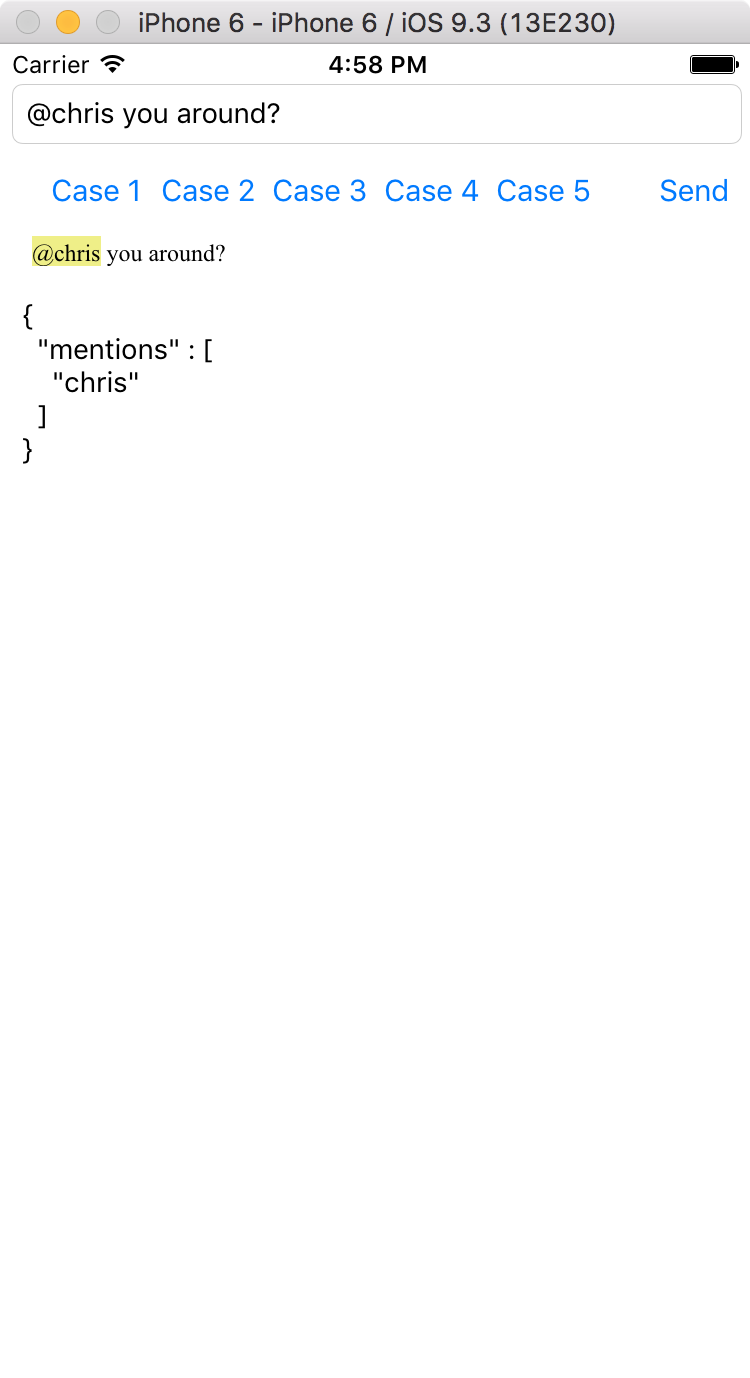 iPhone 6 - iPhone 6 / iOS 9.3 (13E230)
Carrier 4:58 PM
@chris you around?
Case 1 Case 2 Case 3 Case 4 Case 5 Send
@chris you around?
{
  "mentions" : [
    "chris"
  ]
}